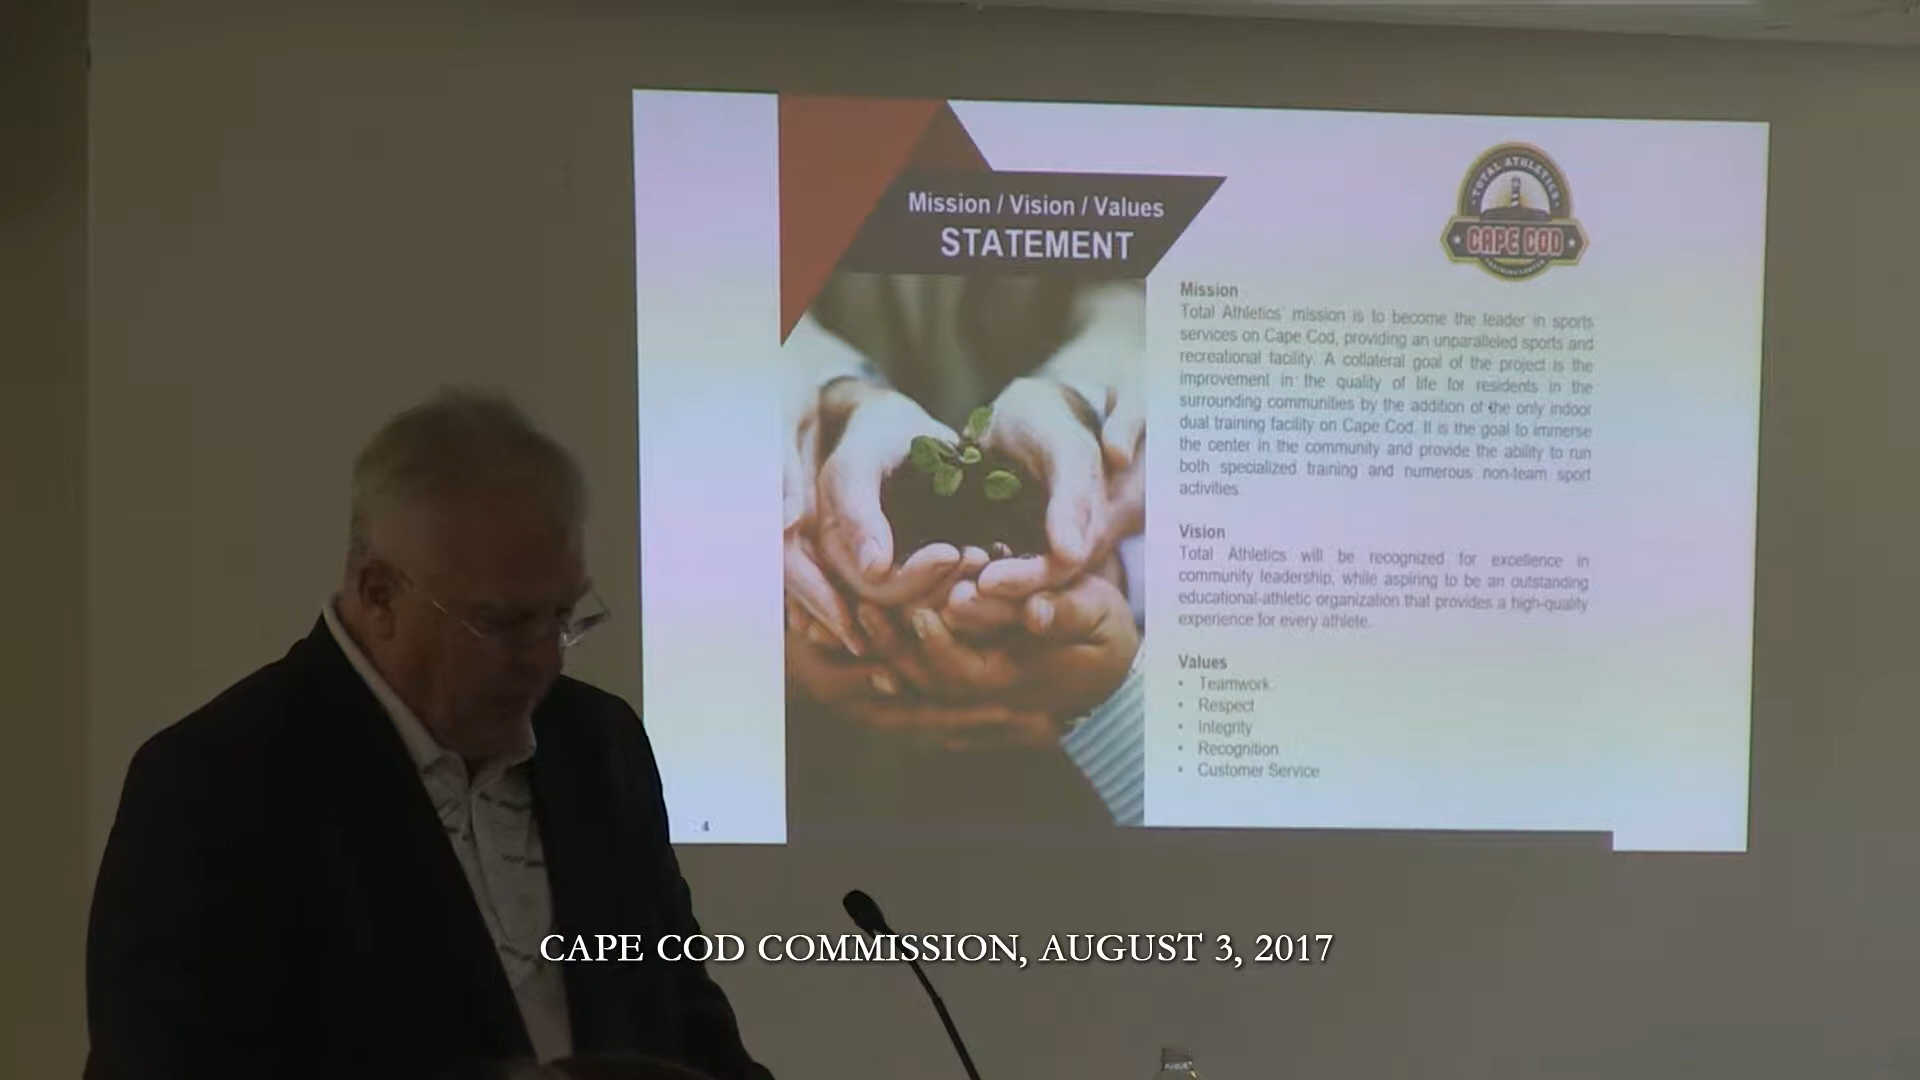 Mission / Vision / Values
STATEMENT
TOTAL ATHLETICS
CAPE COD
Mission
Total Athletics' mission is to become the leader in sports
services on Cape Cod, providing an unparalleled sports and
recreational facility. A collateral goal of the project is the
improvement in the quality of life for residents in the
surrounding communities by the addition of the only indoor
dual training facility on Cape Cod. It is the goal to immerse
the center in the community and provide the ability to run
both specialized training and numerous non-team sport
activities.
Vision
Total Athletics will be recognized for excellence in
community leadership, while aspiring to be an outstanding
educational-athletic organization that provides a high-quality
experience for every athlete.
Values
• Teamwork
• Respect
• Integrity
• Recognition
• Customer Service
4
CAPE COD COMMISSION, AUGUST 3, 2017